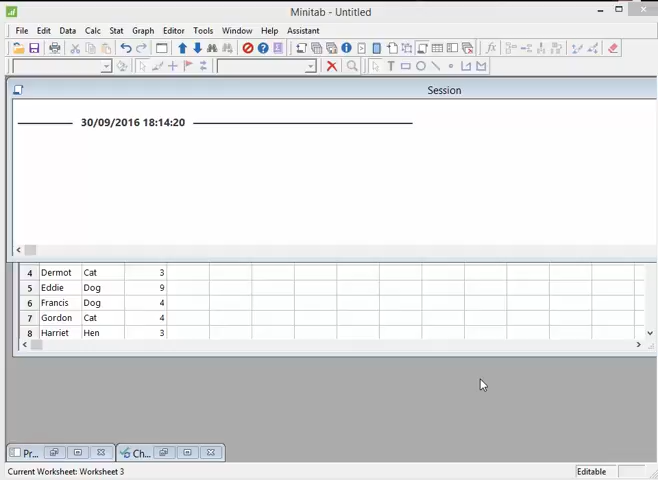 Minitab - Untitled
File Edit Data Calc Stat Graph Editor Tools Window Help Assistant
Session
30/09/2016 18:14:20
4 Dermot Cat 3
5 Eddie Dog 9
6 Francis Dog 4
7 Gordon Cat 4
8 Harriet Hen 3
Pr... Ch...
Current Worksheet: Worksheet 3 Editable